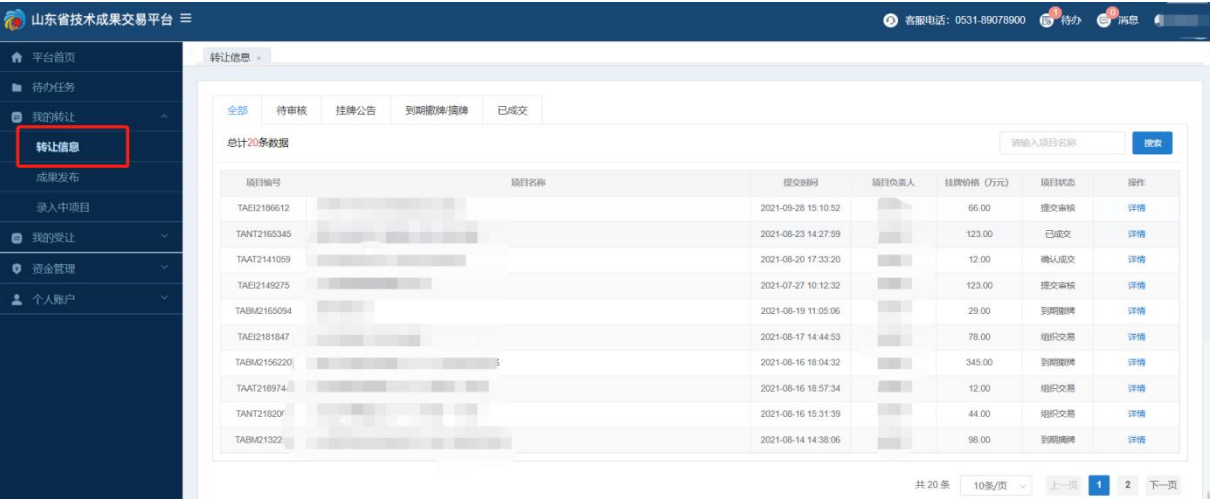 山东省技术成果交易平台
客服电话：0531-89078900
1
待办
0
消息
平台首页
待办任务
我的转让
转让信息
成果发布
录入中项目
我的受让
资金管理
个人账户
转让信息
全部 待审核 挂牌公告 到期撤牌/摘牌 已成交
总计20条数据
请输入项目名称 搜索
项目编号 项目名称 提交时间 项目负责人 挂牌价格（万元） 项目状态 操作
TAEI2186612 2021-09-28 15:10:52 66.00 提交审核 详情
TANT2165345 2021-08-23 14:27:59 123.00 已成交 详情
TAAT2141059 2021-08-20 17:33:20 12.00 确认成交 详情
TAEI2149275 2021-07-27 10:12:32 123.00 提交审核 详情
TABM2165094 2021-08-19 11:05:06 29.00 到期撤牌 详情
TAEI2181847 2021-08-17 14:44:53 78.00 组织交易 详情
TABM2156220 2021-08-16 18:04:32 345.00 到期撤牌 详情
TAAT218974 2021-08-16 18:57:34 12.00 组织交易 详情
TANT21820 2021-08-16 15:31:39 44.00 组织交易 详情
TABM21322 2021-08-14 14:38:06 98.00 到期摘牌 详情
共 20 条 10条/页 上一页 1 2 下一页